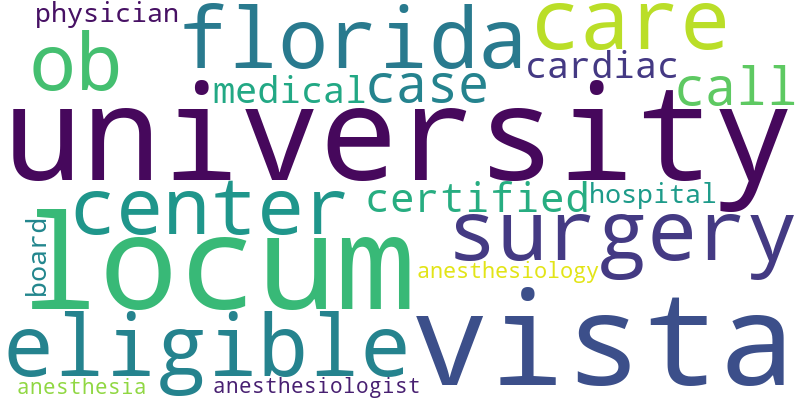 physician
florida
care
ob
cardiac
medical
case
call
university
center
certified
hospital
locum
surgery
board
anesthesiology
eligible
vista
anesthesia
anesthesiologist